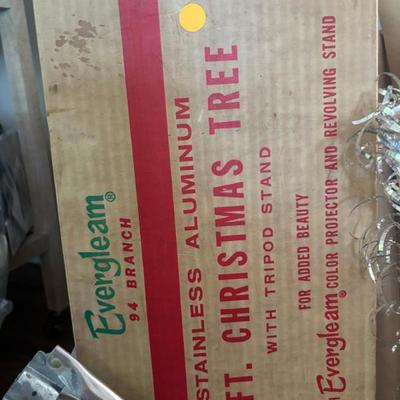 Evergleam®
94 BRANCH
STAINLESS ALUMINUM
FT. CHRISTMAS TREE
WITH TRIPOD STAND
FOR ADDED BEAUTY
Evergleam® COLOR PROJECTOR AND REVOLVING STAND